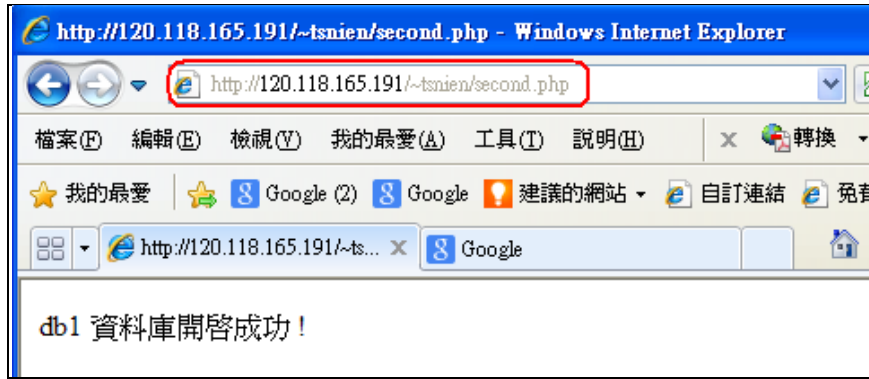 http://120.118.165.191/~tsnien/second.php - Windows Internet Explorer
http://120.118.165.191/~tsnien/second.php
檔案(F) 編輯(E) 檢視(V) 我的最愛(A) 工具(T) 說明(H) x 轉換
我的最愛 Google (2) Google 建議的網站 自訂連結
http://120.118.165.191/~ts... x Google
db1 資料庫開啓成功 !